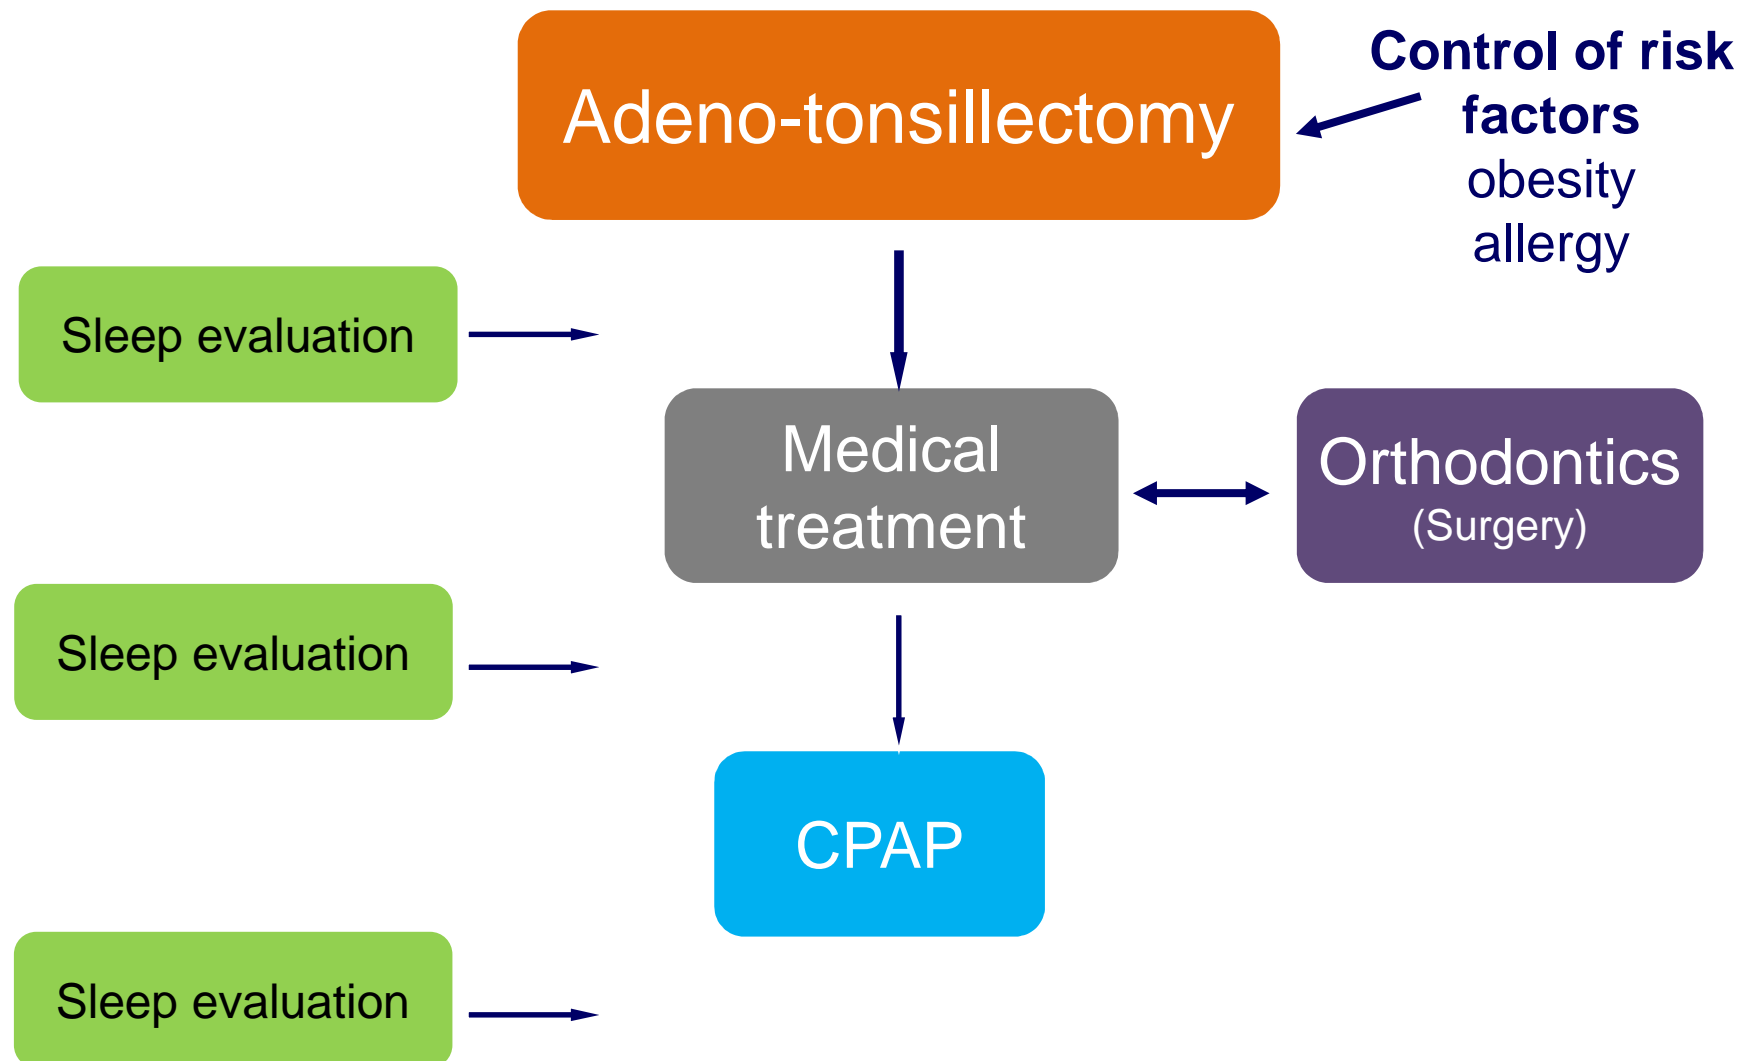 Adeno-tonsillectomy
Control of risk
factors
obesity
allergy
Sleep evaluation
Medical
treatment
Orthodontics
(Surgery)
Sleep evaluation
CPAP
Sleep evaluation